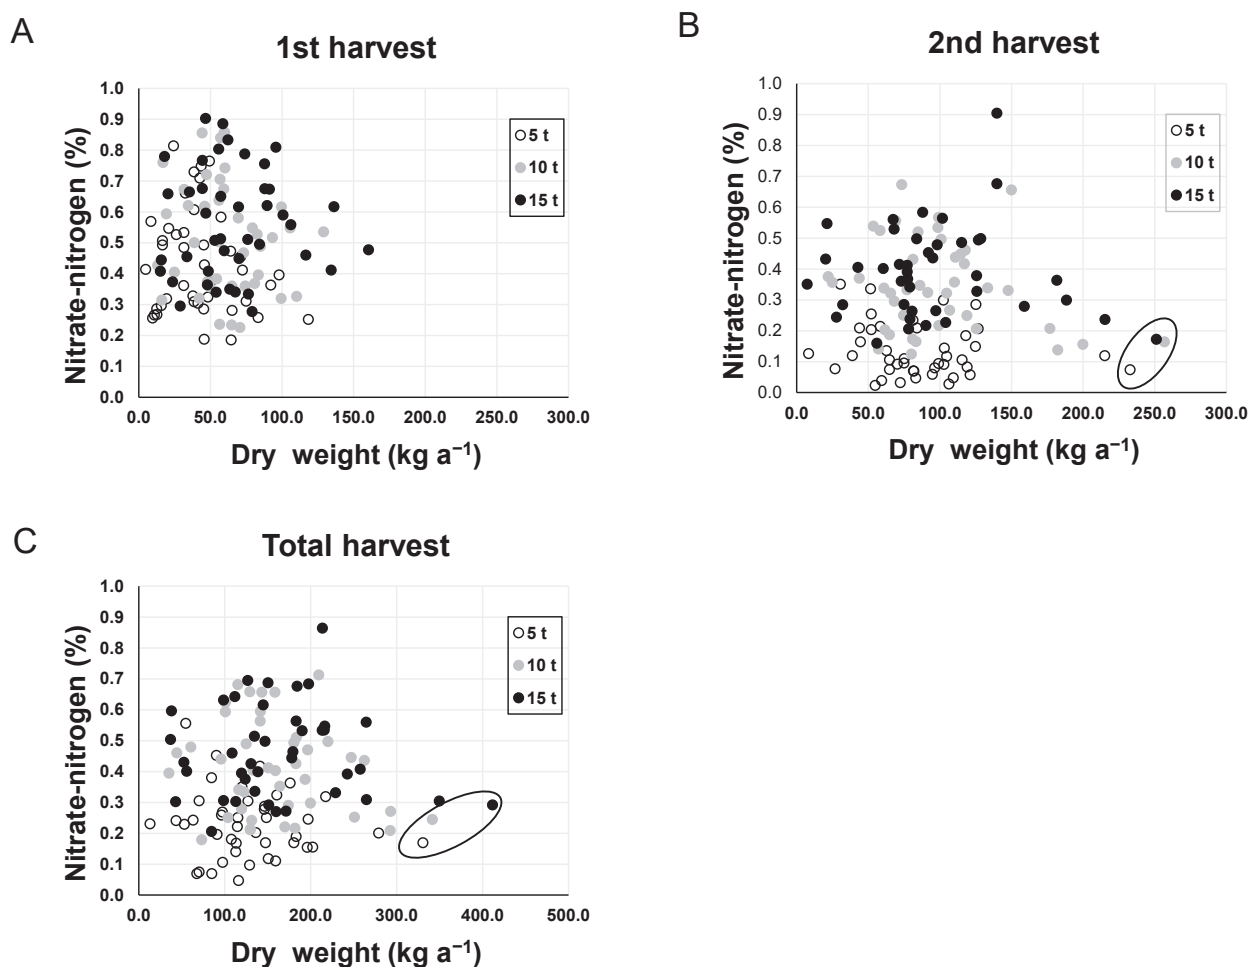 A
1st harvest
1.0
0.9
0.8
0.7
0.6
0.5
0.4
0.3
0.2
0.1
0.0
Nitrate-nitrogen (%)
5 t
10 t
15 t
0.0 50.0 100.0 150.0 200.0 250.0 300.0
Dry weight (kg a⁻¹)
B
2nd harvest
1.0
0.9
0.8
0.7
0.6
0.5
0.4
0.3
0.2
0.1
0.0
Nitrate-nitrogen (%)
5 t
10 t
15 t
0.0 50.0 100.0 150.0 200.0 250.0 300.0
Dry weight (kg a⁻¹)
C
Total harvest
1.0
0.9
0.8
0.7
0.6
0.5
0.4
0.3
0.2
0.1
0.0
Nitrate-nitrogen (%)
5 t
10 t
15 t
0.0 100.0 200.0 300.0 400.0 500.0
Dry weight (kg a⁻¹)